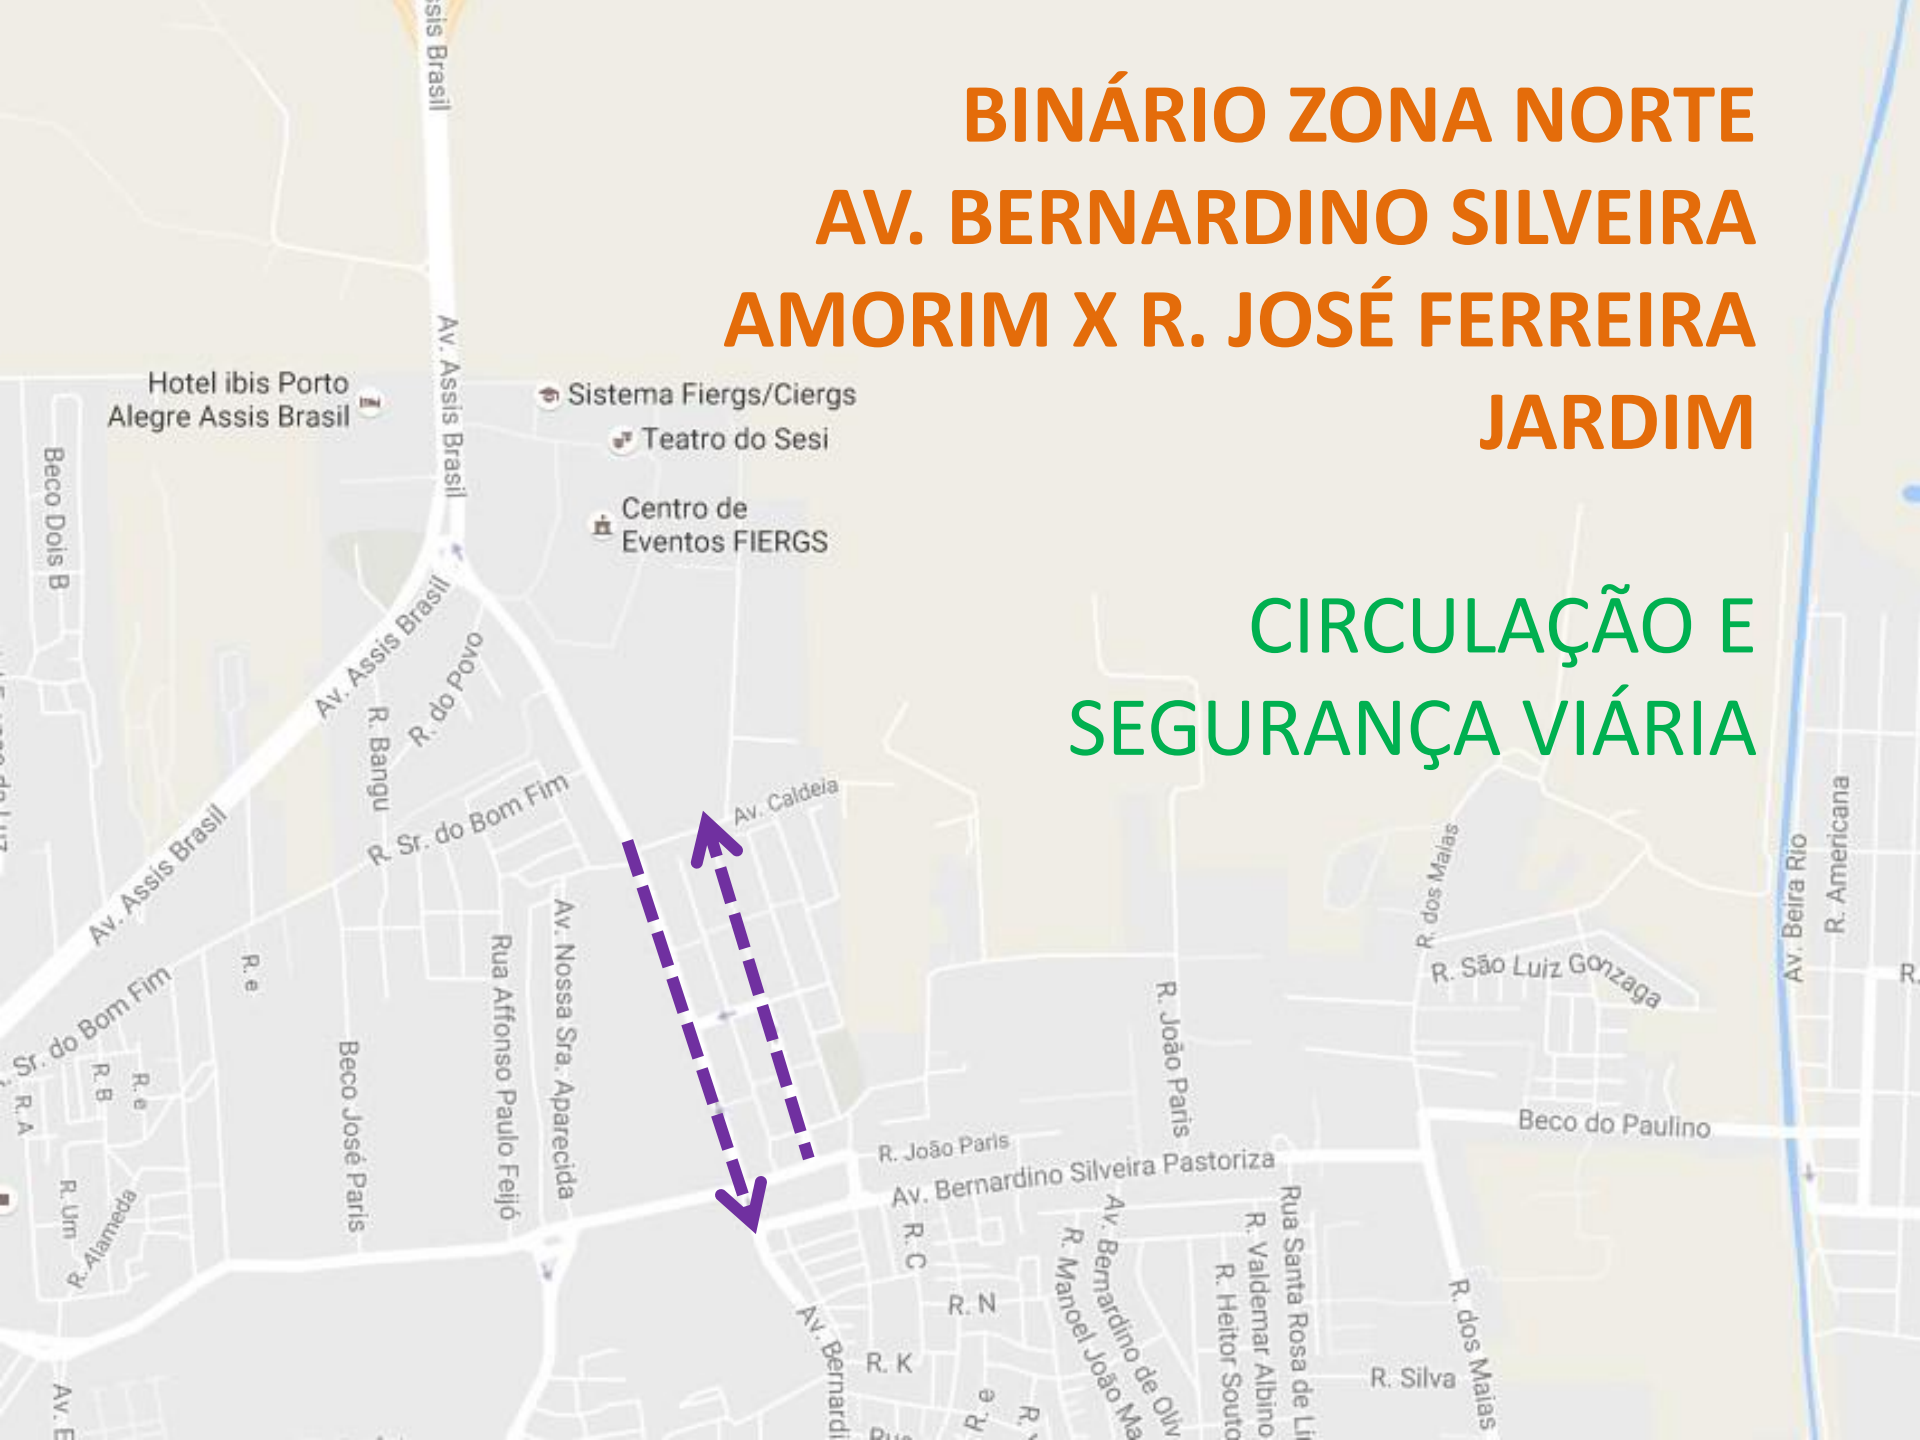 BINÁRIO ZONA NORTE
AV. BERNARDINO SILVEIRA
AMORIM X R. JOSÉ FERREIRA
JARDIM
CIRCULAÇÃO E
SEGURANÇA VIÁRIA
ssis Brasil
Av. Assis Brasil
Hotel ibis Porto
Alegre Assis Brasil
Sistema Fiergs/Ciergs
Teatro do Sesi
Centro de
Eventos FIERGS
Beco Dois B
Av. Assis Brasil
R. do Povo
R. Bangu
R. Sr. do Bom Fim
Av. Caldeia
Av. Assis Brasil
R. dos Maias
Av. Beira Rio
R. Americana
R. São Luiz Gonzaga
R.
R. e
Rua Affonso Paulo Feijó
Av. Nossa Sra. Aparecida
Sr. do Bom Fim
R. B
R. e
R. A
Beco José Paris
R. João Paris
Beco do Paulino
R. João Paris
Av. Bernardino Silveira Pastoriza
R. Um
R. Alameda
R. C
R. N
R. K
Av. Bernardi
Av. Bernardino de Oliv
R. Manoel João Ma
R. Valdemar Albino
R. Heitor Souto
Rua Santa Rosa de Li
R. dos Maias
R. Silva
R. e
Av. E